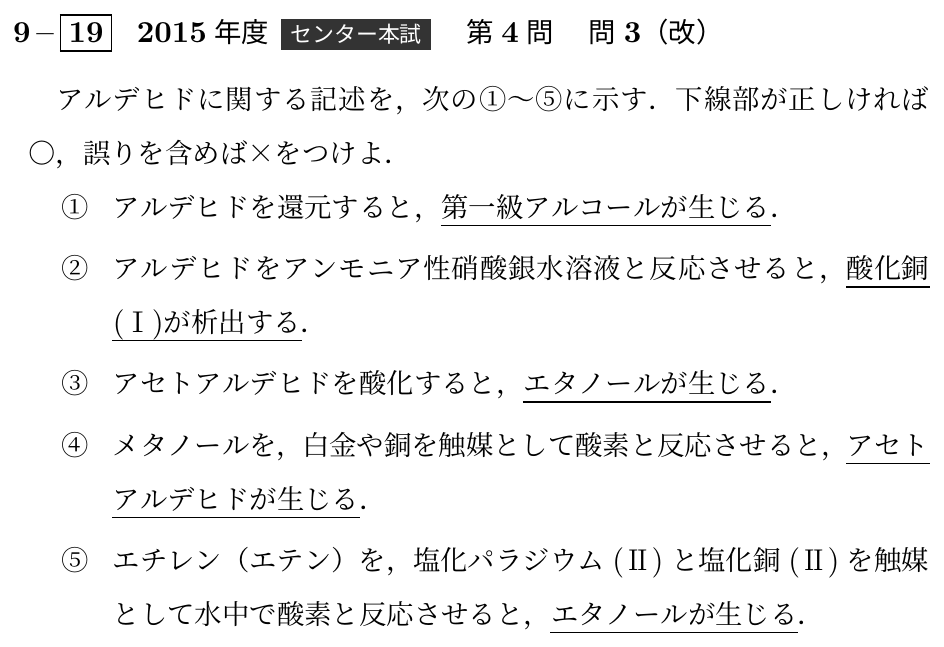 9－19 2015年度 センター本試 第4問 問3（改）
アルデヒドに関する記述を，次の①～⑤に示す．下線部が正しければ
○，誤りを含めば×をつけよ．
① アルデヒドを還元すると，第一級アルコールが生じる．
② アルデヒドをアンモニア性硝酸銀水溶液と反応させると，酸化銅
(Ⅰ)が析出する．
③ アセトアルデヒドを酸化すると，エタノールが生じる．
④ メタノールを，白金や銅を触媒として酸素と反応させると，アセト
アルデヒドが生じる．
⑤ エチレン（エテン）を，塩化パラジウム(Ⅱ)と塩化銅(Ⅱ)を触媒
として水中で酸素と反応させると，エタノールが生じる．